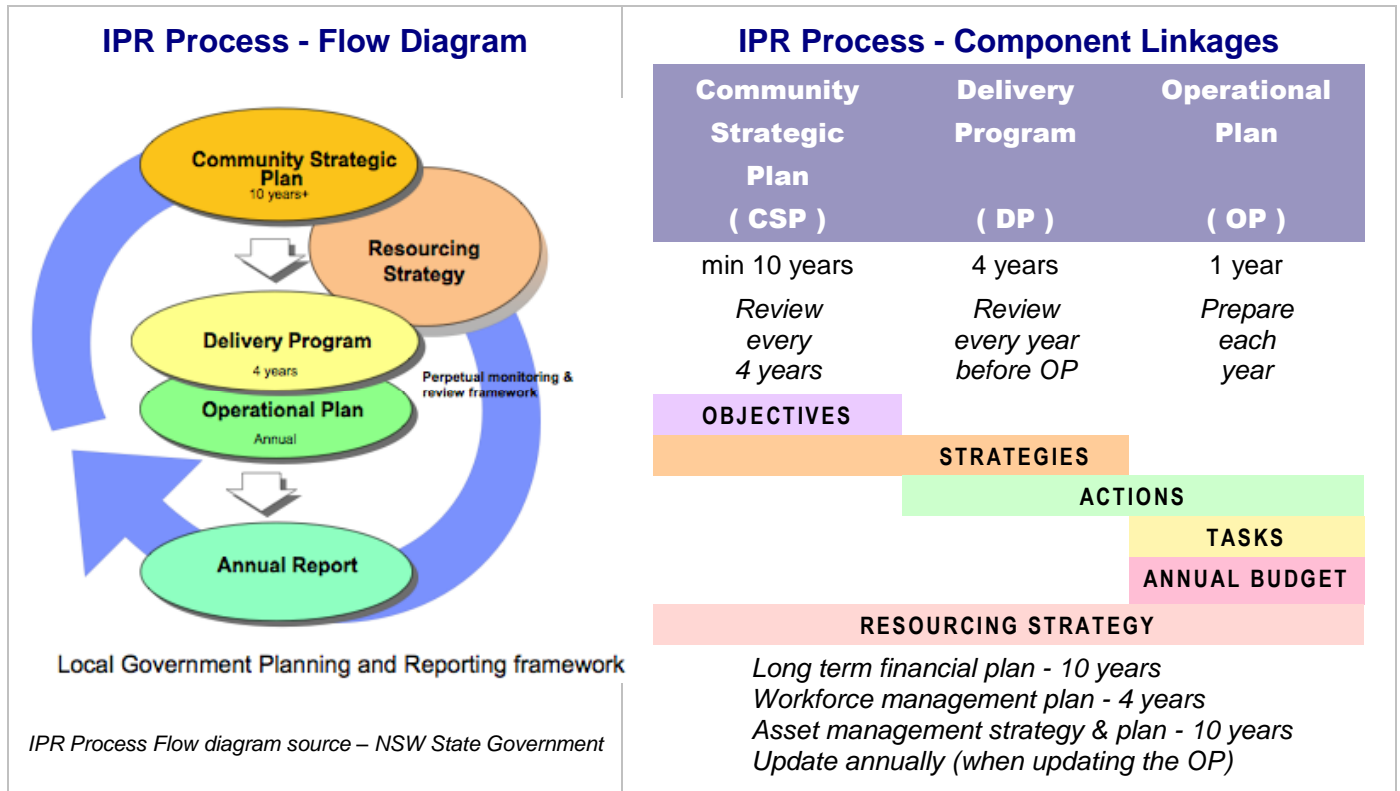 IPR Process - Flow Diagram
Community Strategic
Plan
10 years+
Resourcing
Strategy
Delivery Program
4 years
Perpetual monitoring &
review framework
Operational Plan
Annual
Annual Report
Local Government Planning and Reporting framework
IPR Process Flow diagram source – NSW State Government
IPR Process - Component Linkages
Community
Strategic
Plan
( CSP )
Delivery
Program
( DP )
Operational
Plan
( OP )
min 10 years
4 years
1 year
Review
every
4 years
Review
every year
before OP
Prepare
each
year
OBJECTIVES
STRATEGIES
ACTIONS
TASKS
ANNUAL BUDGET
RESOURCING STRATEGY
Long term financial plan - 10 years
Workforce management plan - 4 years
Asset management strategy & plan - 10 years
Update annually (when updating the OP)